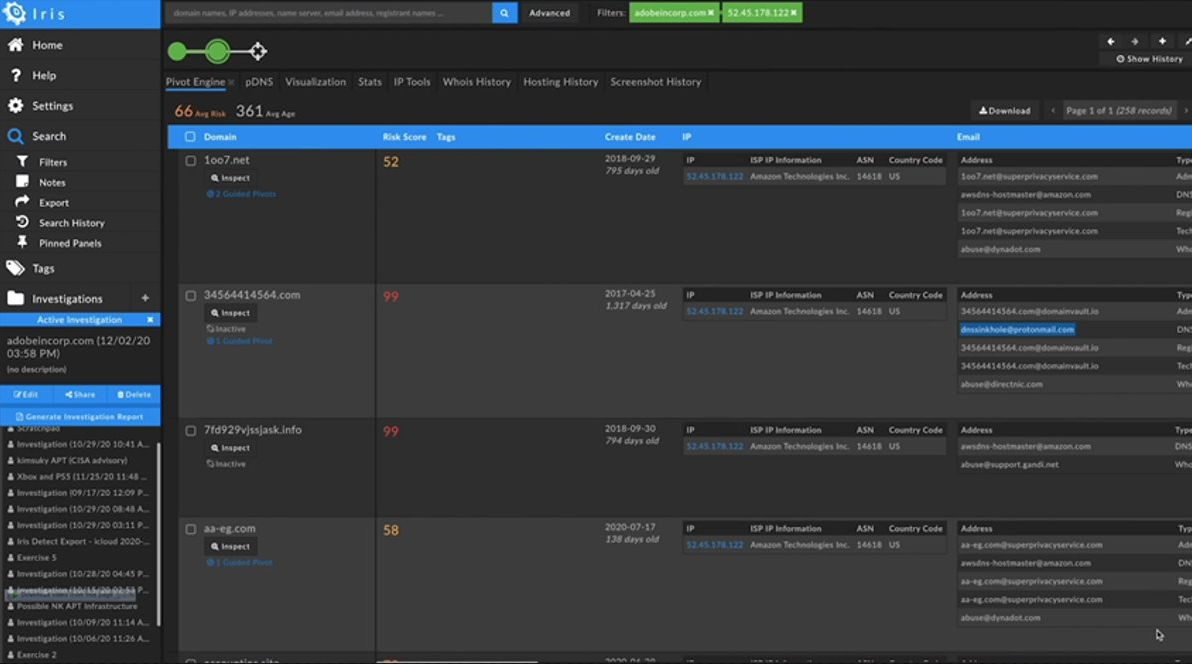 Iris
domain names, IP addresses, name server, email address, registrant names ...
Advanced
Filters:
adobeincorp.com ×
52.45.178.122 ×
Home
Help
Settings
Search
Filters
Notes
Export
Search History
Pinned Panels
Tags
Investigations +
Active Investigation ×
adobeincorp.com (12/02/20
03:58 PM)
(no description)
Edit Share Delete
Generate Investigation Report
Scratchpad
Investigation (10/29/20 10:41 A...
kimsuky APT (CISA advisory)
Xbox and PS5 (11/25/20 11:48 ...
Investigation (09/17/20 12:09 P...
Investigation (10/29/20 08:48 A...
Investigation (10/29/20 03:11 P...
Iris Detect Export - icloud 2020-...
Exercise 5
Investigation (10/28/20 04:45 P...
Investigation (10/15/20 02:53 P...
Possible NK APT Infrastructure
Investigation (10/09/20 11:14 A...
Investigation (10/06/20 11:26 A...
Exercise 2
Show History
Pivot Engine × pDNS Visualization Stats IP Tools Whois History Hosting History Screenshot History
66 Avg Risk 361 Avg Age
Download
Page 1 of 1 (258 records)
Domain Risk Score Tags Create Date IP Email
1oo7.net
Inspect
2 Guided Pivots
52
2018-09-29
795 days old
IP ISP IP Information ASN Country Code
52.45.178.122 Amazon Technologies Inc. 14618 US
Address Type
1oo7.net@superprivacyservice.com Adm
awsdns-hostmaster@amazon.com DNS
1oo7.net@superprivacyservice.com Regi
1oo7.net@superprivacyservice.com Tech
abuse@dynadot.com Who
34564414564.com
Inspect
Inactive
1 Guided Pivot
99
2017-04-25
1,317 days old
IP ISP IP Information ASN Country Code
52.45.178.122 Amazon Technologies Inc. 14618 US
Address Type
34564414564.com@domainvault.io Adm
dnssinkhole@protonmail.com DNS
34564414564.com@domainvault.io Regi
34564414564.com@domainvault.io Tech
abuse@directnic.com Who
7fd929vjssjask.info
Inspect
Inactive
99
2018-09-30
794 days old
IP ISP IP Information ASN Country Code
52.45.178.122 Amazon Technologies Inc. 14618 US
Address Type
awsdns-hostmaster@amazon.com DNS
abuse@support.gandi.net Who
aa-eg.com
Inspect
1 Guided Pivot
58
2020-07-17
138 days old
IP ISP IP Information ASN Country Code
52.45.178.122 Amazon Technologies Inc. 14618 US
Address Type
aa-eg.com@superprivacyservice.com Adm
awsdns-hostmaster@amazon.com DNS
aa-eg.com@superprivacyservice.com Regi
aa-eg.com@superprivacyservice.com Tech
abuse@dynadot.com Who